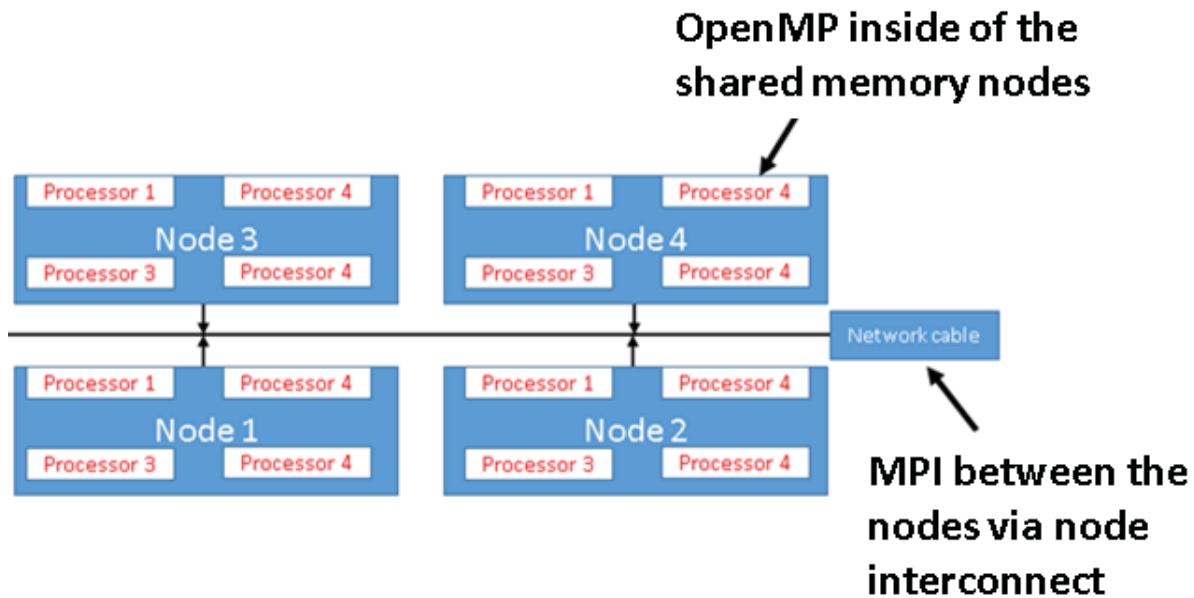 OpenMP inside of the
shared memory nodes
Processor 1 Processor 4
Node 3
Processor 3 Processor 4
Processor 1 Processor 4
Node 4
Processor 3 Processor 4
Network cable
Processor 1 Processor 4
Node 1
Processor 3 Processor 4
Processor 1 Processor 4
Node 2
Processor 3 Processor 4
MPI between the
nodes via node
interconnect